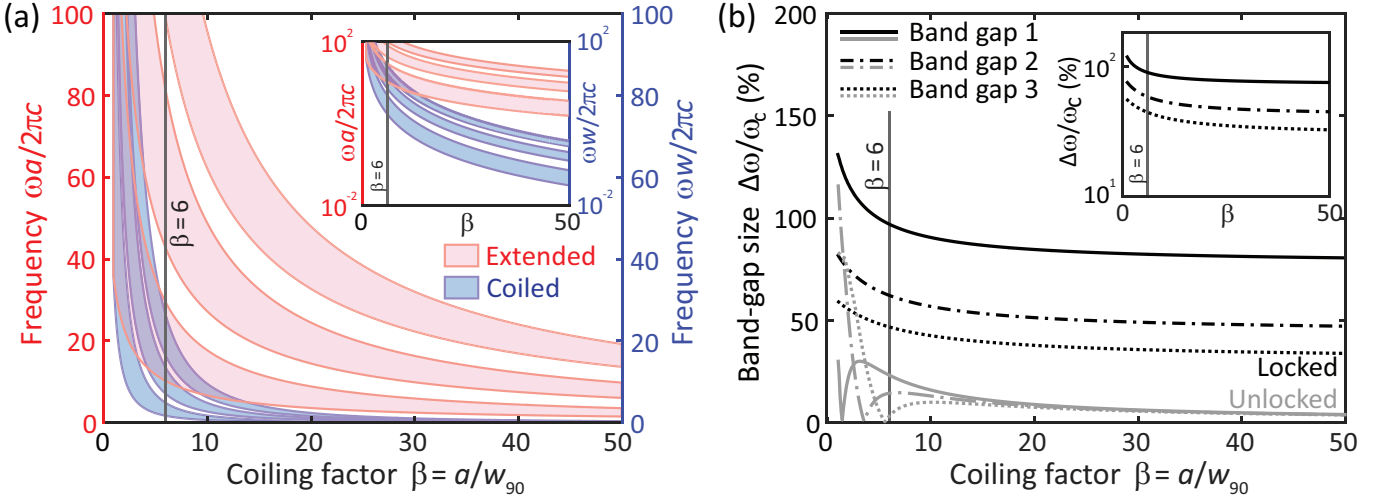 (a)
Frequency ωa/2πc
100
80
60
40
20
0
0 10 20 30 40 50
Coiling factor β = a/w90
β = 6
Frequency ωw/2πc
100
80
60
40
20
0
ωa/2πc
10²
10⁻²
β = 6
0 β 50
ωw/2πc
10²
10⁻²
Extended
Coiled
(b)
Band-gap size Δω/ωC (%)
200
150
100
50
0
0 10 20 30 40 50
Coiling factor β = a/w90
Band gap 1
Band gap 2
Band gap 3
β = 6
Δω/ωC (%)
10²
10¹
β = 6
0 β 50
Locked
Unlocked